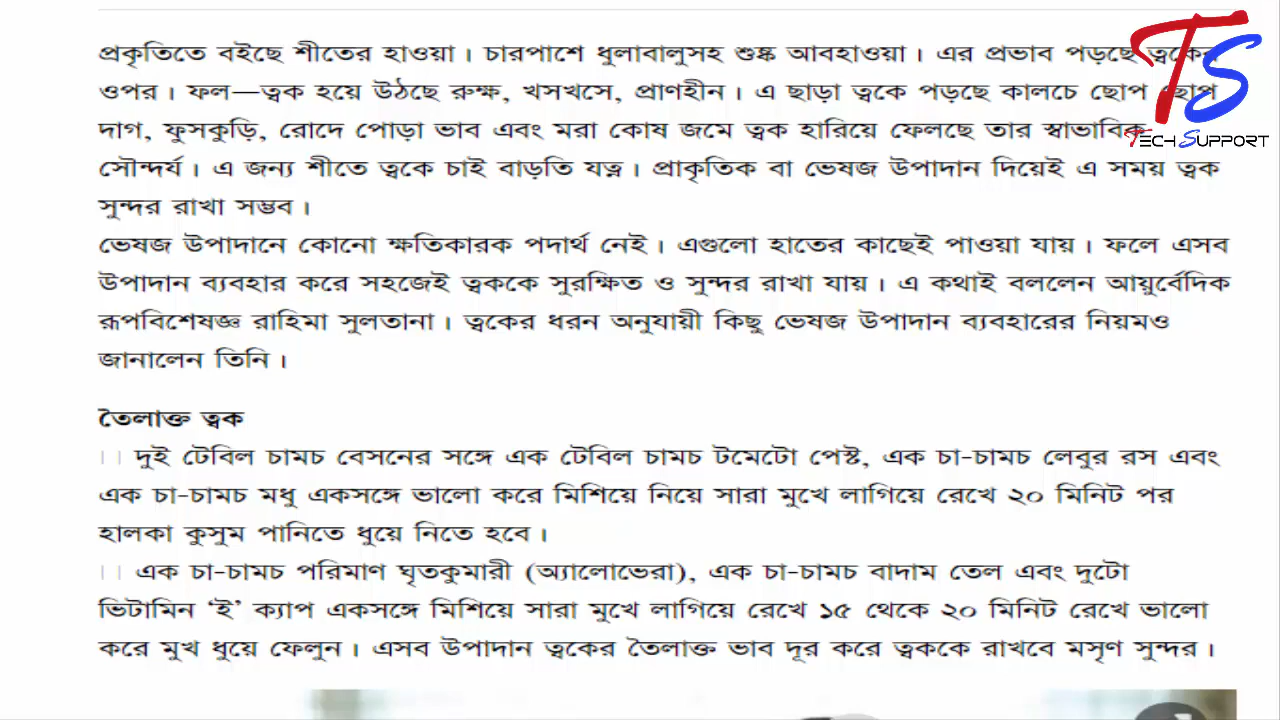 প্রকৃতিতে বইছে শীতের হাওয়া। চারপাশে ধুলাবালুসহ শুষ্ক আবহাওয়া। এর প্রভাব পড়ছে ত্বকের
ওপর। ফল—ত্বক হয়ে উঠছে রুক্ষ, খসখসে, প্রাণহীন। এ ছাড়া ত্বকে পড়ছে কালচে ছোপ ছোপ
দাগ, ফুসকুড়ি, রোদে পোড়া ভাব এবং মরা কোষ জমে ত্বক হারিয়ে ফেলছে তার স্বাভাবিক
সৌন্দর্য। এ জন্য শীতে ত্বকে চাই বাড়তি যত্ন। প্রাকৃতিক বা ভেষজ উপাদান দিয়েই এ সময় ত্বক
সুন্দর রাখা সম্ভব।
ভেষজ উপাদানে কোনো ক্ষতিকারক পদার্থ নেই। এগুলো হাতের কাছেই পাওয়া যায়। ফলে এসব
উপাদান ব্যবহার করে সহজেই ত্বককে সুরক্ষিত ও সুন্দর রাখা যায়। এ কথাই বললেন আয়ুর্বেদিক
রূপবিশেষজ্ঞ রাহিমা সুলতানা। ত্বকের ধরন অনুযায়ী কিছু ভেষজ উপাদান ব্যবহারের নিয়মও
জানালেন তিনি।
তৈলাক্ত ত্বক
দুই টেবিল চামচ বেসনের সঙ্গে এক টেবিল চামচ টমেটো পেস্ট, এক চা-চামচ লেবুর রস এবং
এক চা-চামচ মধু একসঙ্গে ভালো করে মিশিয়ে নিয়ে সারা মুখে লাগিয়ে রেখে ২০ মিনিট পর
হালকা কুসুম পানিতে ধুয়ে নিতে হবে।
এক চা-চামচ পরিমাণ ঘৃতকুমারী (অ্যালোভেরা), এক চা-চামচ বাদাম তেল এবং দুটো
ভিটামিন ‘ই’ ক্যাপ একসঙ্গে মিশিয়ে সারা মুখে লাগিয়ে রেখে ১৫ থেকে ২০ মিনিট রেখে ভালো
করে মুখ ধুয়ে ফেলুন। এসব উপাদান ত্বকের তৈলাক্ত ভাব দূর করে ত্বককে রাখবে মসৃণ সুন্দর।
TS
TECH SUPPORT